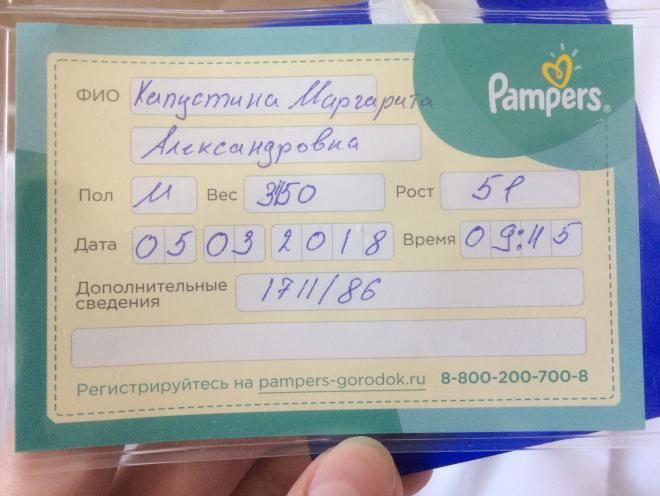 Pampers®
ФИО Капустина Маргарита
Александровна
Пол М Вес 3150 Рост 51
Дата 05 03 2018 Время 09:45
Дополнительные сведения 1711/86
Регистрируйтесь на pampers-gorodok.ru 8-800-200-700-8